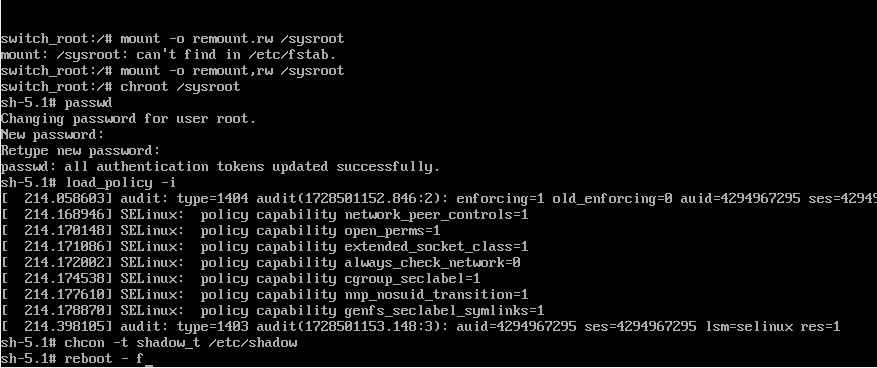 switch_root:/# mount -o remount.rw /sysroot
mount: /sysroot: can't find in /etc/fstab.
switch_root:/# mount -o remount,rw /sysroot
switch_root:/# chroot /sysroot
sh-5.1# passwd
Changing password for user root.
New password:
Retype new password:
passwd: all authentication tokens updated successfully.
sh-5.1# load_policy -i
[  214.058603] audit: type=1404 audit(1728501152.846:2): enforcing=1 old_enforcing=0 auid=4294967295 ses=4294
[  214.168946] SELinux:  policy capability network_peer_controls=1
[  214.170148] SELinux:  policy capability open_perms=1
[  214.171086] SELinux:  policy capability extended_socket_class=1
[  214.172002] SELinux:  policy capability always_check_network=0
[  214.174538] SELinux:  policy capability cgroup_seclabel=1
[  214.177610] SELinux:  policy capability nnp_nosuid_transition=1
[  214.178870] SELinux:  policy capability genfs_seclabel_symlinks=1
[  214.398105] audit: type=1403 audit(1728501153.148:3): auid=4294967295 ses=4294967295 lsm=selinux res=1
sh-5.1# chcon -t shadow_t /etc/shadow
sh-5.1# reboot - f_